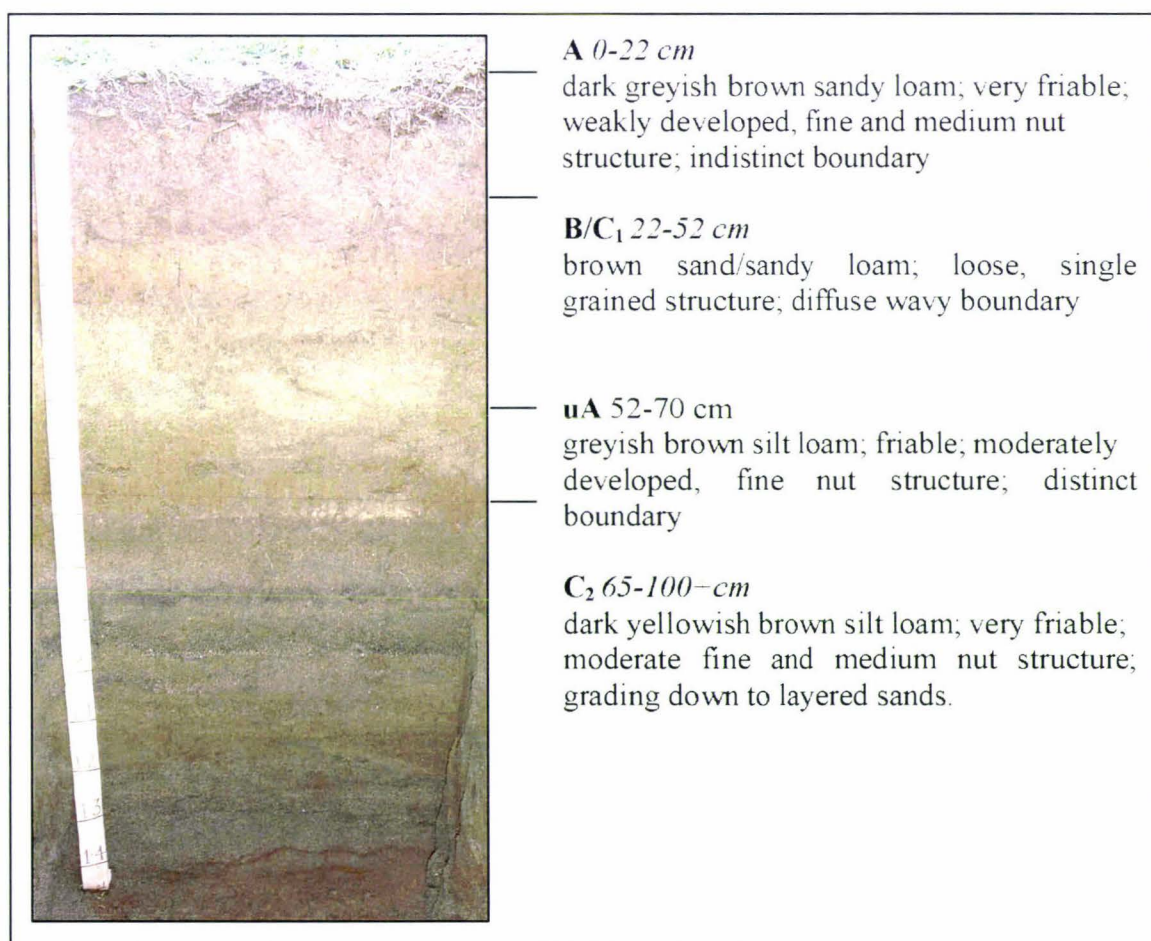 A 0-22 cm
dark greyish brown sandy loam; very friable;
weakly developed, fine and medium nut
structure; indistinct boundary
B/C₁ 22-52 cm
brown sand/sandy loam; loose, single
grained structure; diffuse wavy boundary
uA 52-70 cm
greyish brown silt loam; friable; moderately
developed, fine nut structure; distinct
boundary
C₂ 65-100−cm
dark yellowish brown silt loam; very friable;
moderate fine and medium nut structure;
grading down to layered sands.
13
14